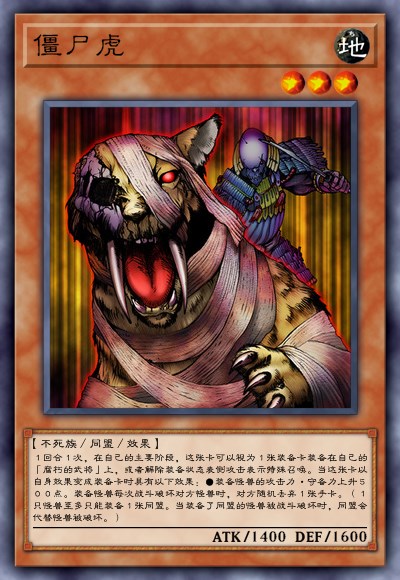 僵尸虎
地
【不死族／同盟／效果】
1回合1次，在自己的主要阶段，这张卡可以视为1张装备卡装备在自己的
「腐朽的武将」上，或者解除装备状态表侧攻击表示特殊召唤。当这张卡以
自身效果变成装备卡时具有以下效果：●装备怪兽的攻击力・守备力上升5
00点。装备怪兽每次战斗破坏对方怪兽时，对方随机丢弃1张手卡。（1
只怪兽至多只能装备1张同盟。当装备了同盟的怪兽被战斗破坏时，同盟会
代替怪兽被破坏。）
ATK/1400 DEF/1600